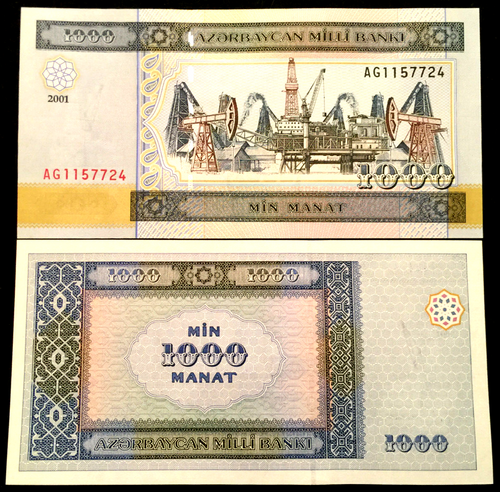 1000 AZƏRBAYCAN MİLLİ BANKI
AG1157724
2001
AG1157724
1000
MİN MANAT
1000 1000
MİN
1000
MANAT
AZƏRBAYCAN MİLLİ BANKI
1000